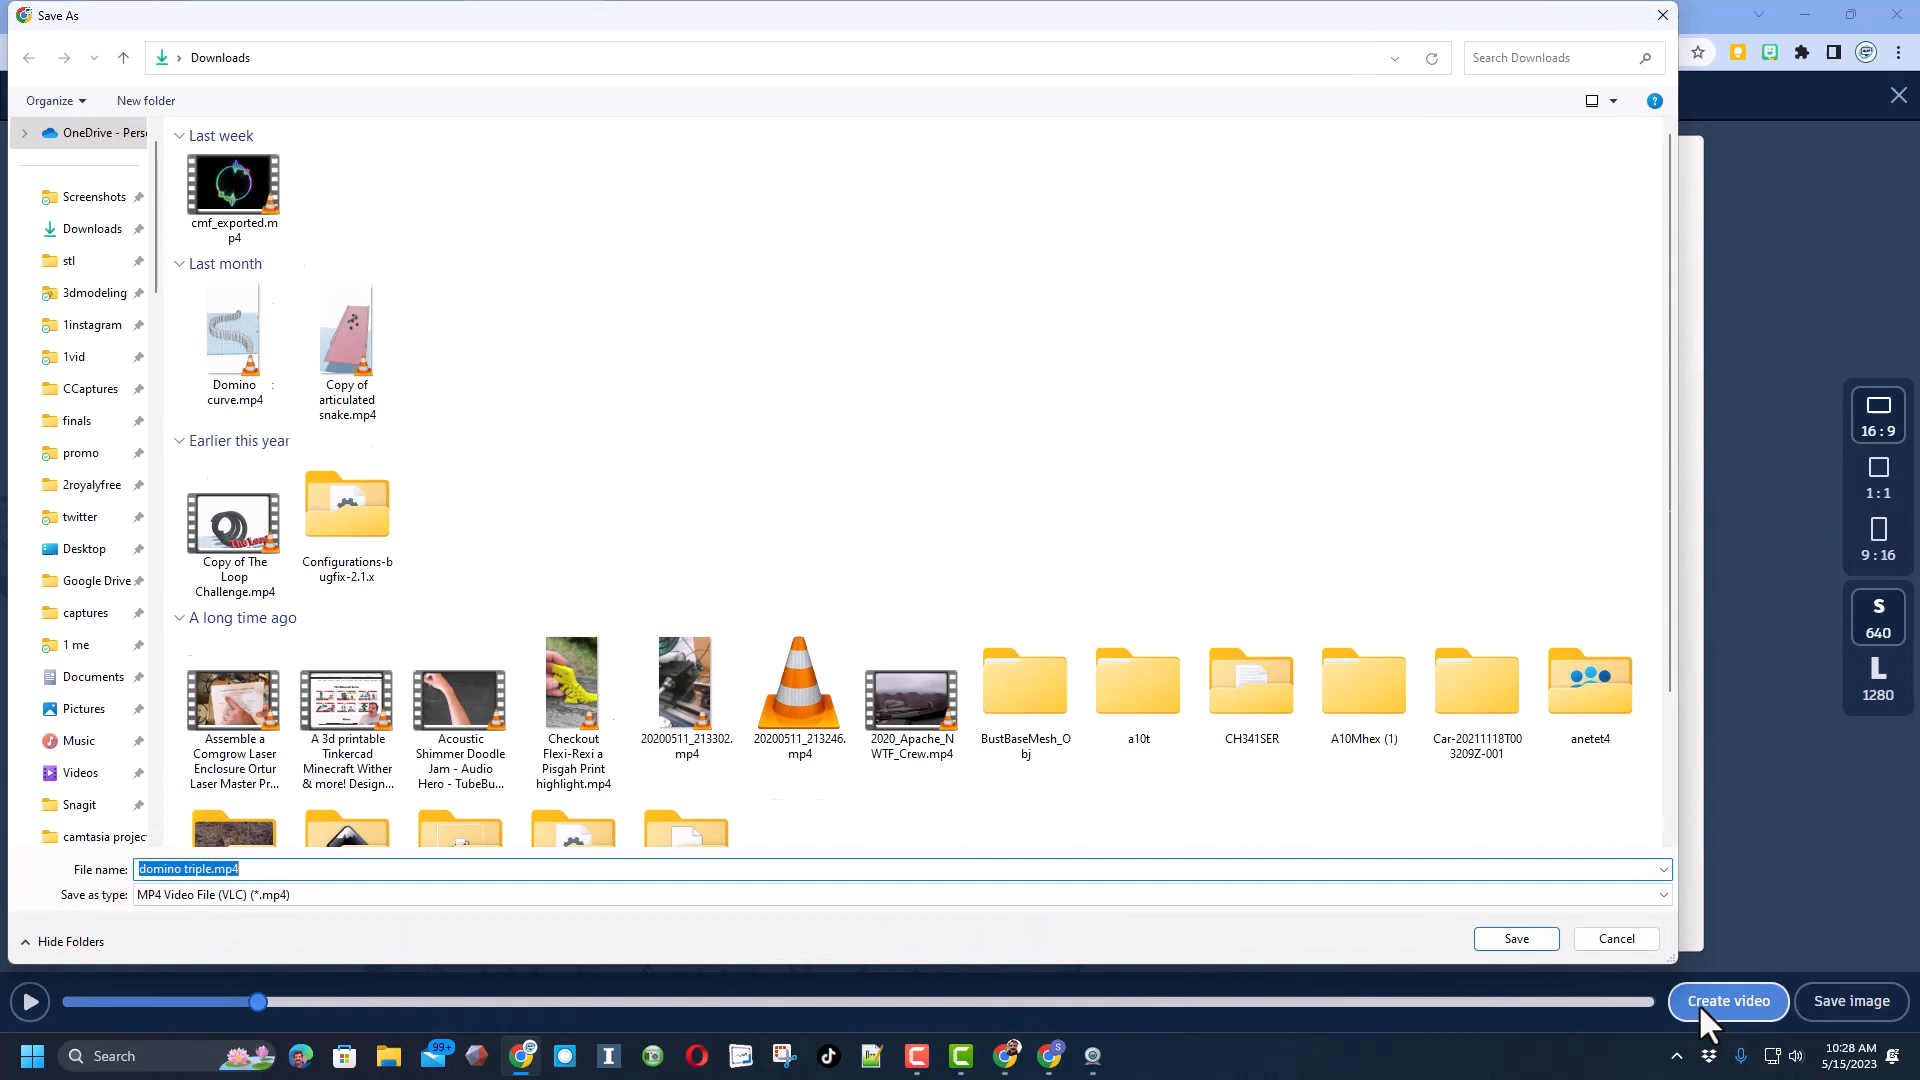 Save As
Downloads
Search Downloads
Organize
New folder
OneDrive - Pers
Screenshots
Downloads
stl
3dmodeling
1instagram
1vid
CCaptures
finals
promo
2royalyfree
twitter
Desktop
Google Drive
captures
1 me
Documents
Pictures
Music
Videos
Snagit
camtasia projec
Last week
cmf_exported.m
p4
Last month
Domino
curve.mp4
Copy of
articulated
snake.mp4
Earlier this year
Copy of The
Loop
Challenge.mp4
Configurations-b
ugfix-2.1.x
A long time ago
Assemble a
Comgrow Laser
Enclosure Ortur
Laser Master Pr...
A 3d printable
Tinkercad
Minecraft Wither
& more! Design...
Acoustic
Shimmer Doodle
Jam - Audio
Hero - TubeBu...
Checkout
Flexi-Rexi a
Pisgah Print
highlight.mp4
20200511_213302.
mp4
20200511_213246.
mp4
2020_Apache_N
WTF_Crew.mp4
BustBaseMesh_O
bj
a10t
CH341SER
A10Mhex (1)
Car-20211118T00
3209Z-001
anetet4
File name: domino triple.mp4
Save as type: MP4 Video File (VLC) (*.mp4)
Hide Folders
Save
Cancel
16:9
1:1
9:16
S
640
L
1280
Create video
Save image
Search
99+
10:28 AM
5/15/2023